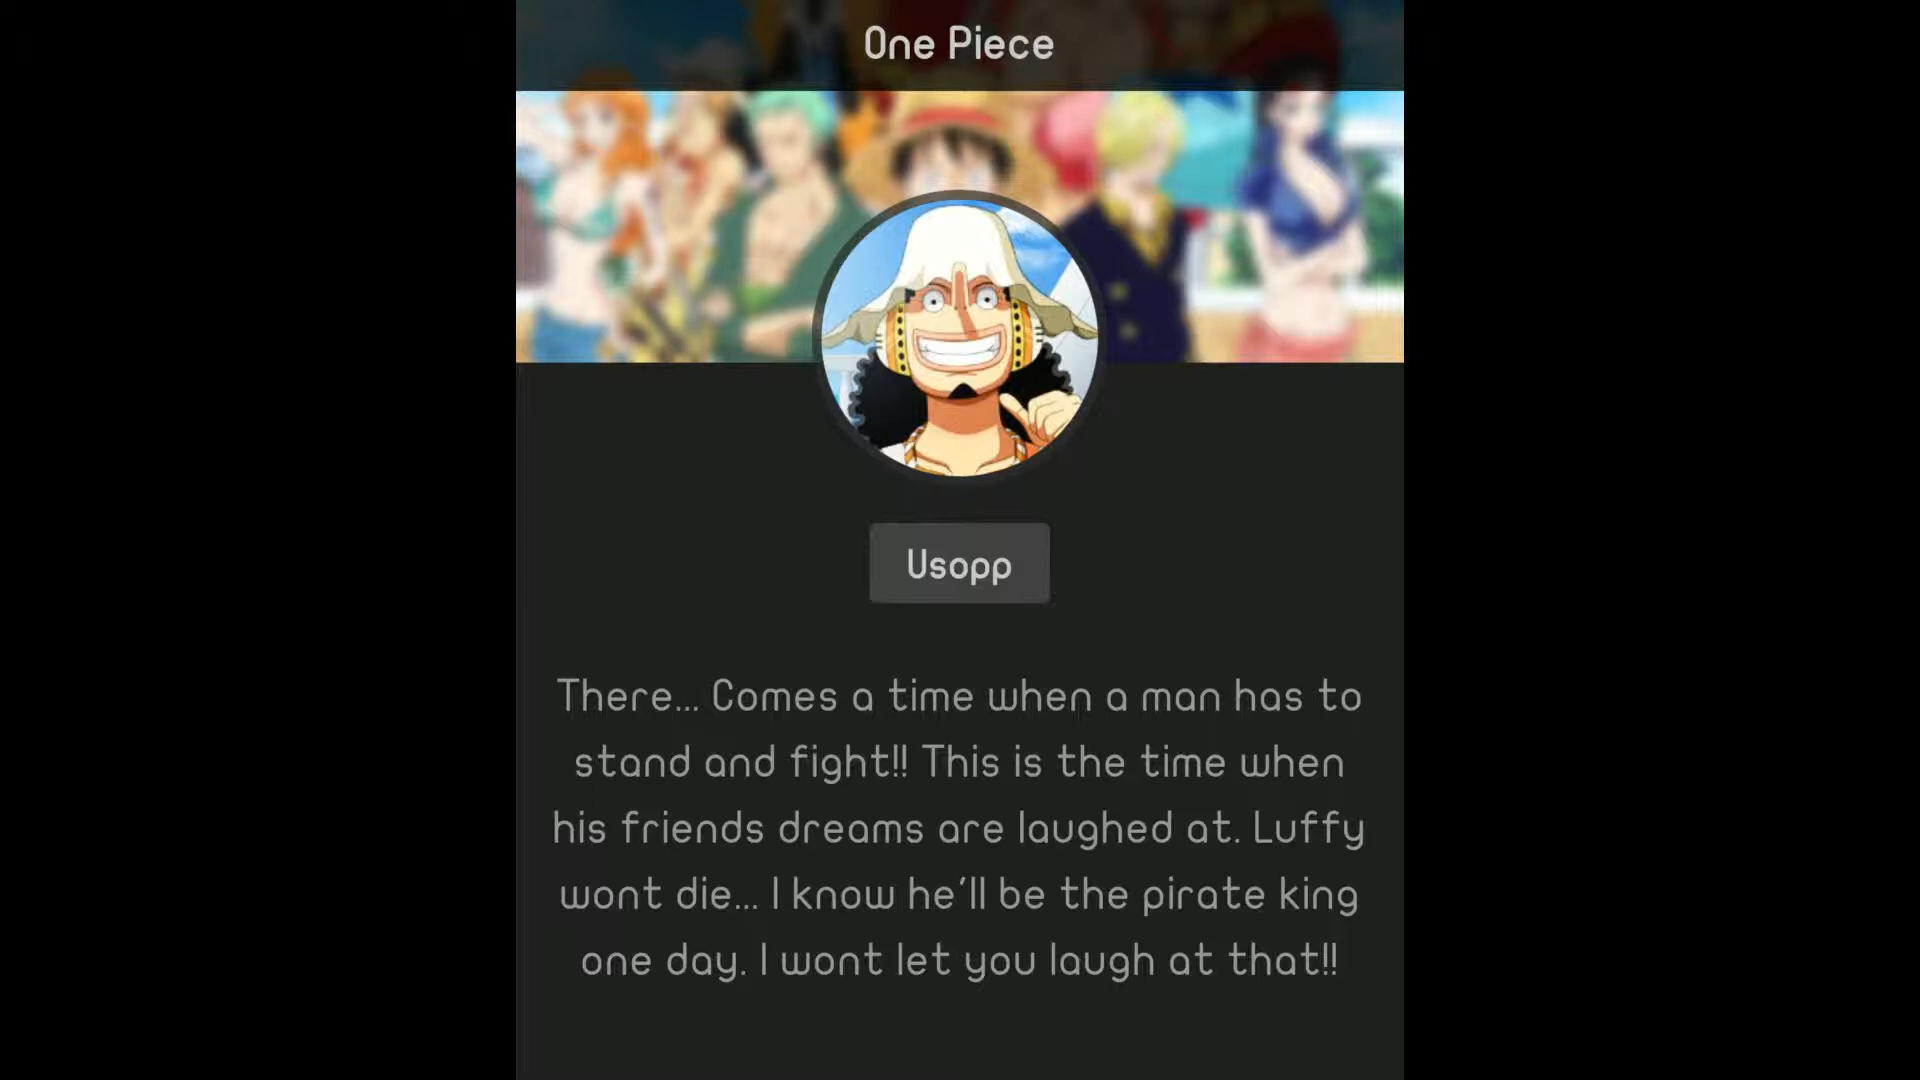 One Piece
Usopp
There... Comes a time when a man has to
stand and fight!! This is the time when
his friends dreams are laughed at. Luffy
wont die... I know he'll be the pirate king
one day. I wont let you laugh at that!!